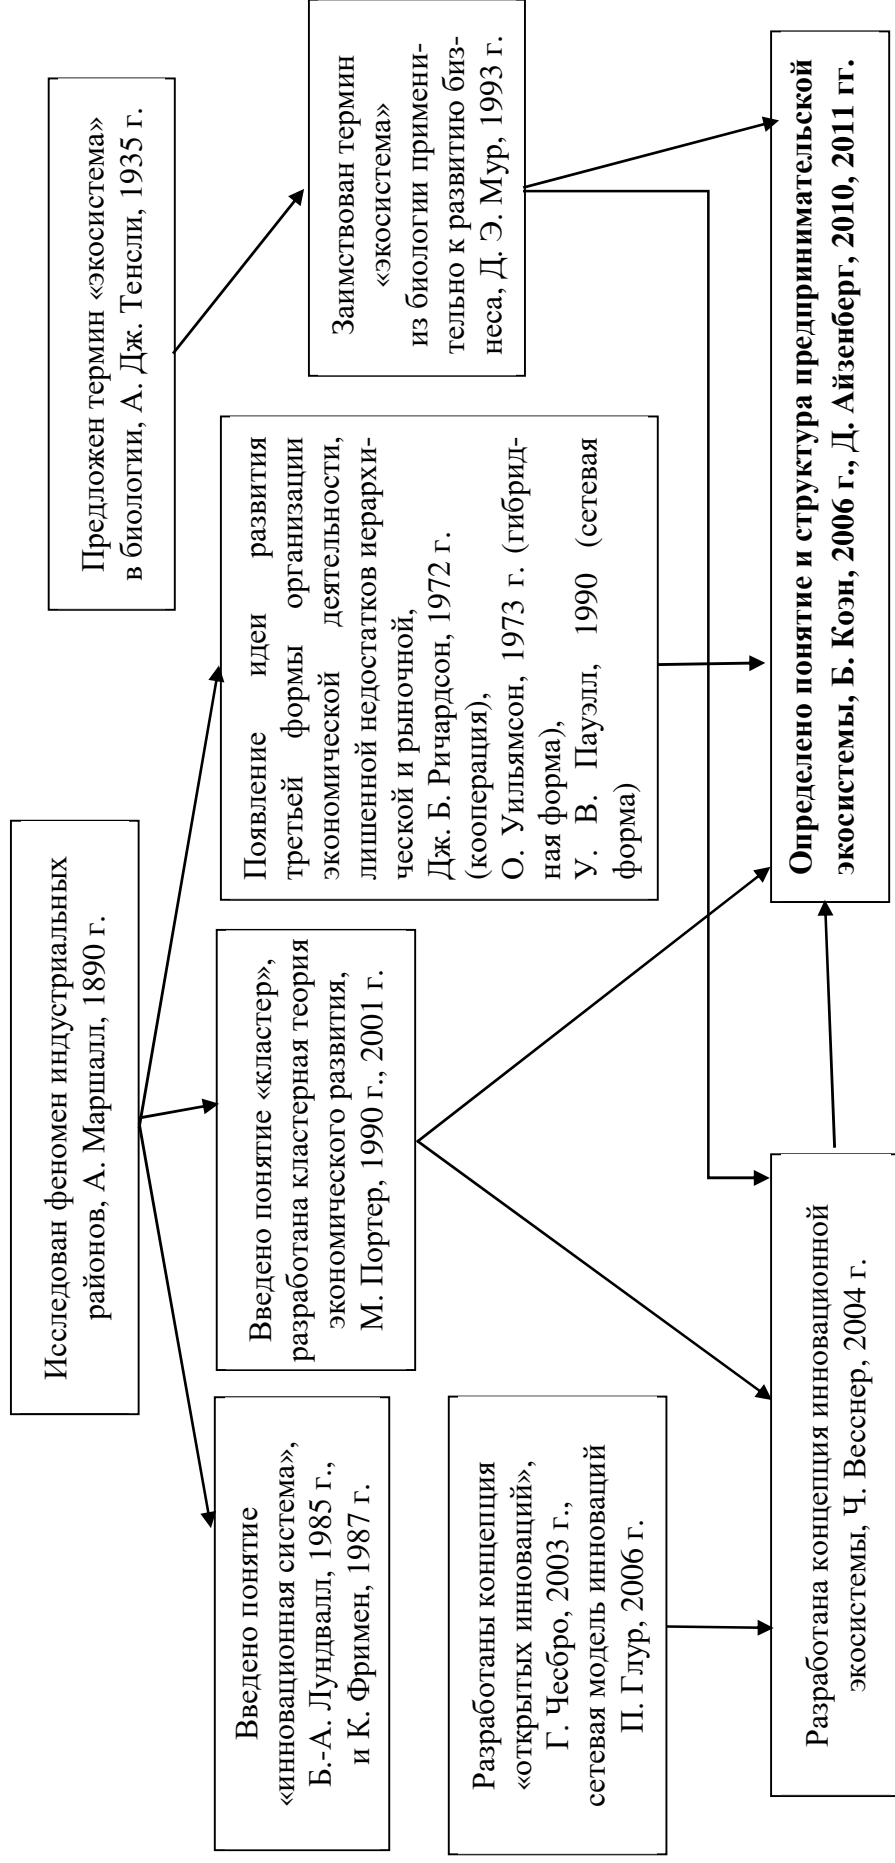 Исследован феномен индустриальных
районов, А. Маршалл, 1890 г.
Предложен термин «экосистема»
в биологии, А. Дж. Тенсли, 1935 г.
Введено понятие
«инновационная система»,
Б.-А. Лундвалл, 1985 г.,
и К. Фримен, 1987 г.
Введено понятие «кластер»,
разработана кластерная теория
экономического развития,
М. Портер, 1990 г., 2001 г.
Появление идеи развития
третьей формы организации
экономической деятельности,
лишенной недостатков иерархи-
ческой и рыночной,
Дж. Б. Ричардсон, 1972 г.
(кооперация),
О. Уильямсон, 1973 г. (гибрид-
ная форма),
У. В. Пауэлл, 1990 (сетевая
форма)
Заимствован термин
«экосистема»
из биологии примени-
тельно к развитию биз-
неса, Д. Э. Мур, 1993 г.
Разработаны концепция
«открытых инноваций»,
Г. Чесбро, 2003 г.,
сетевая модель инноваций
П. Глур, 2006 г.
Разработана концепция инновационной
экосистемы, Ч. Весснер, 2004 г.
Определено понятие и структура предпринимательской
экосистемы, Б. Коэн, 2006 г., Д. Айзенберг, 2010, 2011 гг.